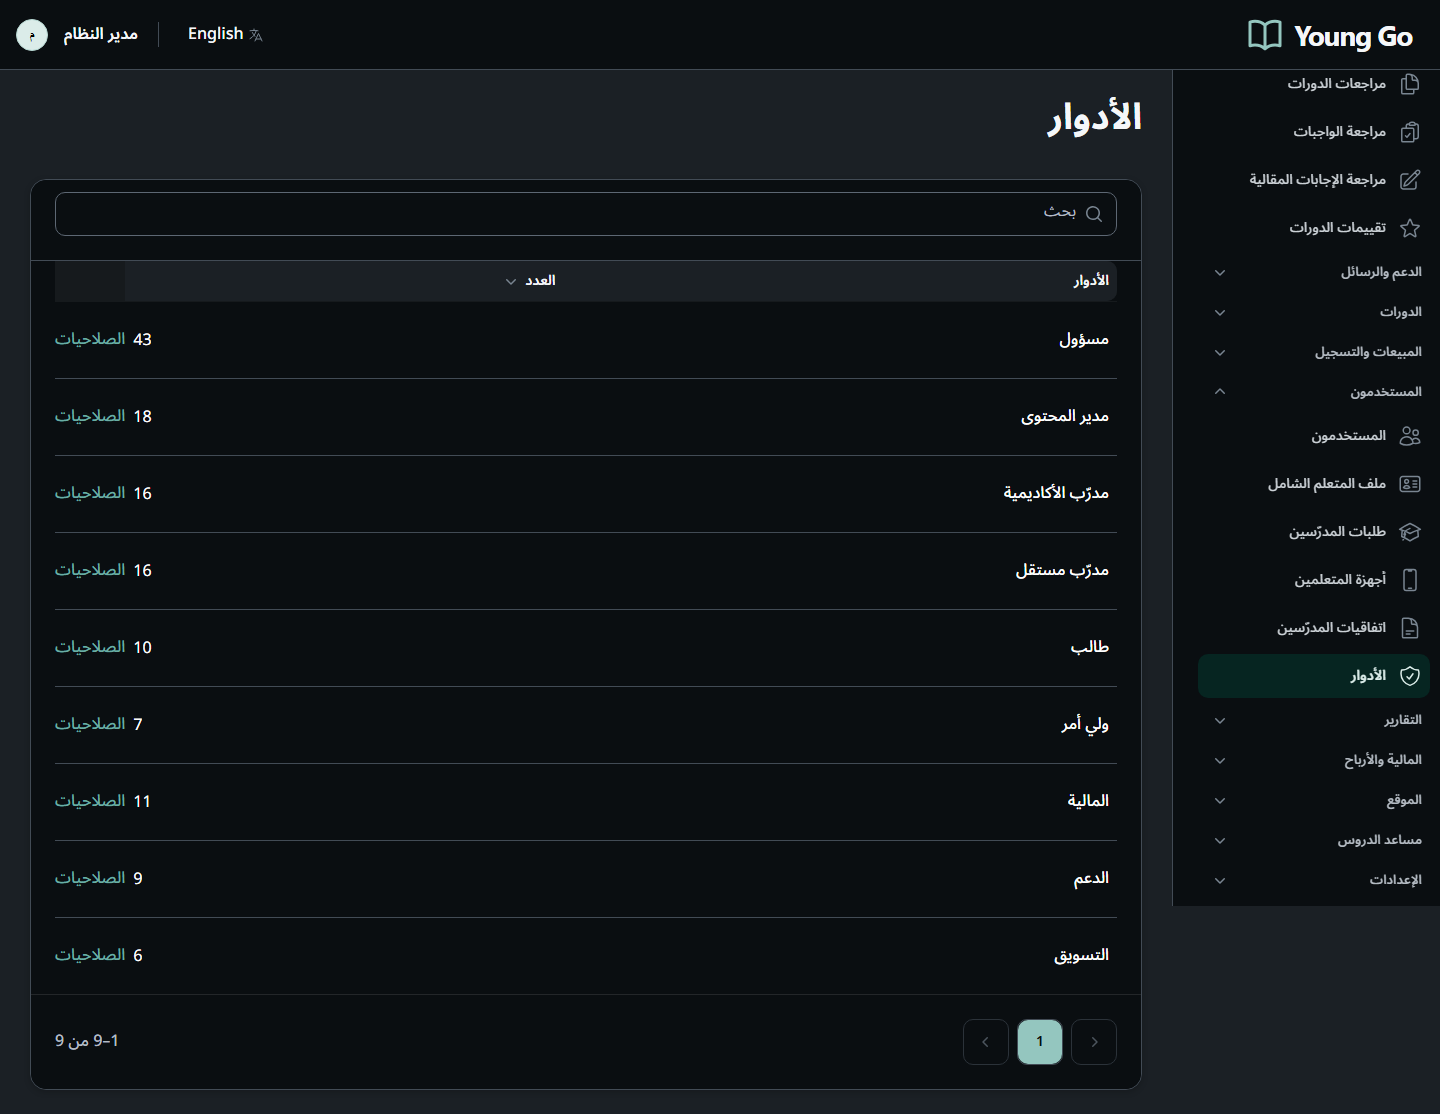 Young Go
English
مدير النظام
م
مراجعات الدورات
مراجعة الواجبات
مراجعة الإجابات المقالية
تقييمات الدورات
الدعم والرسائل
الدورات
المبيعات والتسجيل
المستخدمون
المستخدمون
ملف المتعلم الشامل
طلبات المدرّسين
أجهزة المتعلمين
اتفاقيات المدرّسين
الأدوار
التقارير
المالية والأرباح
الموقع
مساعد الدروس
الإعدادات
الأدوار
بحث
الأدوار العدد
مسؤول 43 الصلاحيات
مدير المحتوى 18 الصلاحيات
مدرّب الأكاديمية 16 الصلاحيات
مدرّب مستقل 16 الصلاحيات
طالب 10 الصلاحيات
ولي أمر 7 الصلاحيات
المالية 11 الصلاحيات
الدعم 9 الصلاحيات
التسويق 6 الصلاحيات
1
1–9 من 9